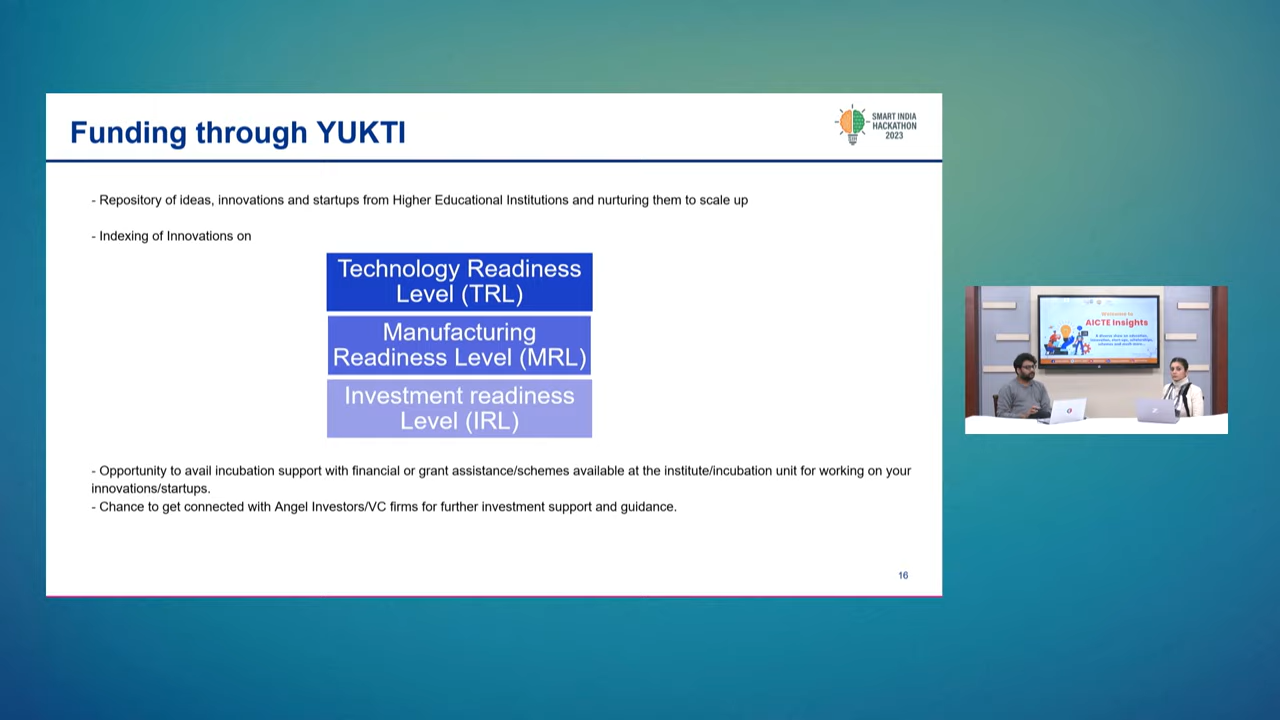 Funding through YUKTI
SMART INDIA
HACKATHON
2023
- Repository of ideas, innovations and startups from Higher Educational Institutions and nurturing them to scale up
- Indexing of Innovations on
Technology Readiness
Level (TRL)
Manufacturing
Readiness Level (MRL)
Investment readiness
Level (IRL)
- Opportunity to avail incubation support with financial or grant assistance/schemes available at the institute/incubation unit for working on your
innovations/startups.
- Chance to get connected with Angel Investors/VC firms for further investment support and guidance.
16
Welcome to
AICTE Insights